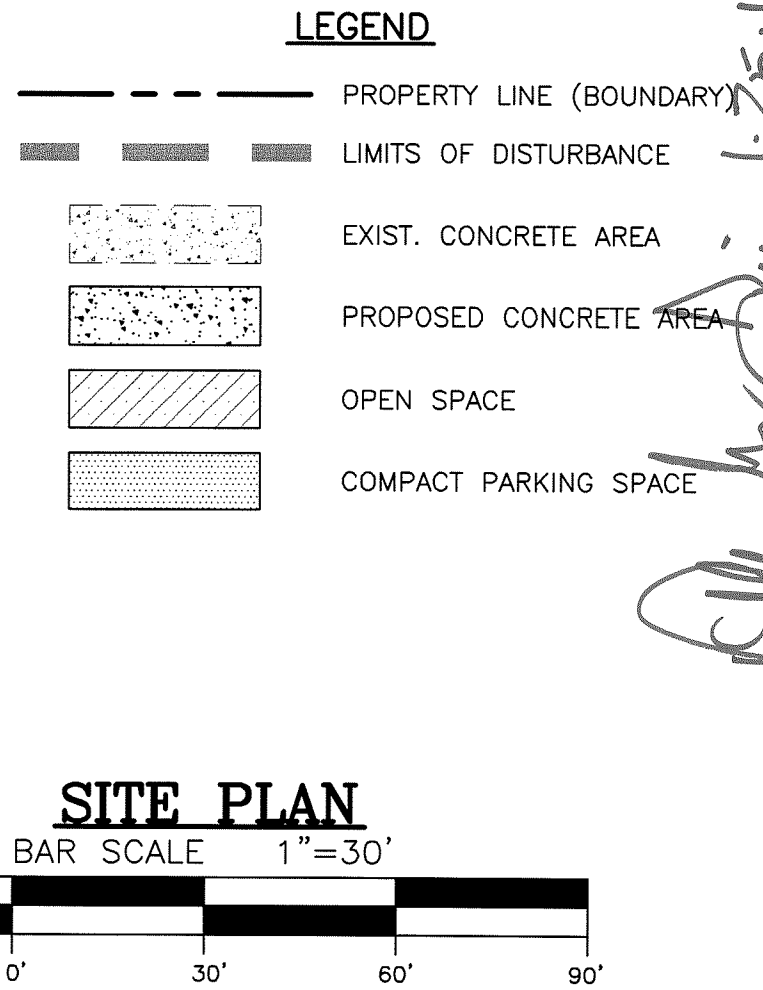 LEGEND
PROPERTY LINE (BOUNDARY)
LIMITS OF DISTURBANCE
EXIST. CONCRETE AREA
PROPOSED CONCRETE AREA
OPEN SPACE
COMPACT PARKING SPACE
SITE PLAN
BAR SCALE 1"=30'
0' 30' 60' 90'